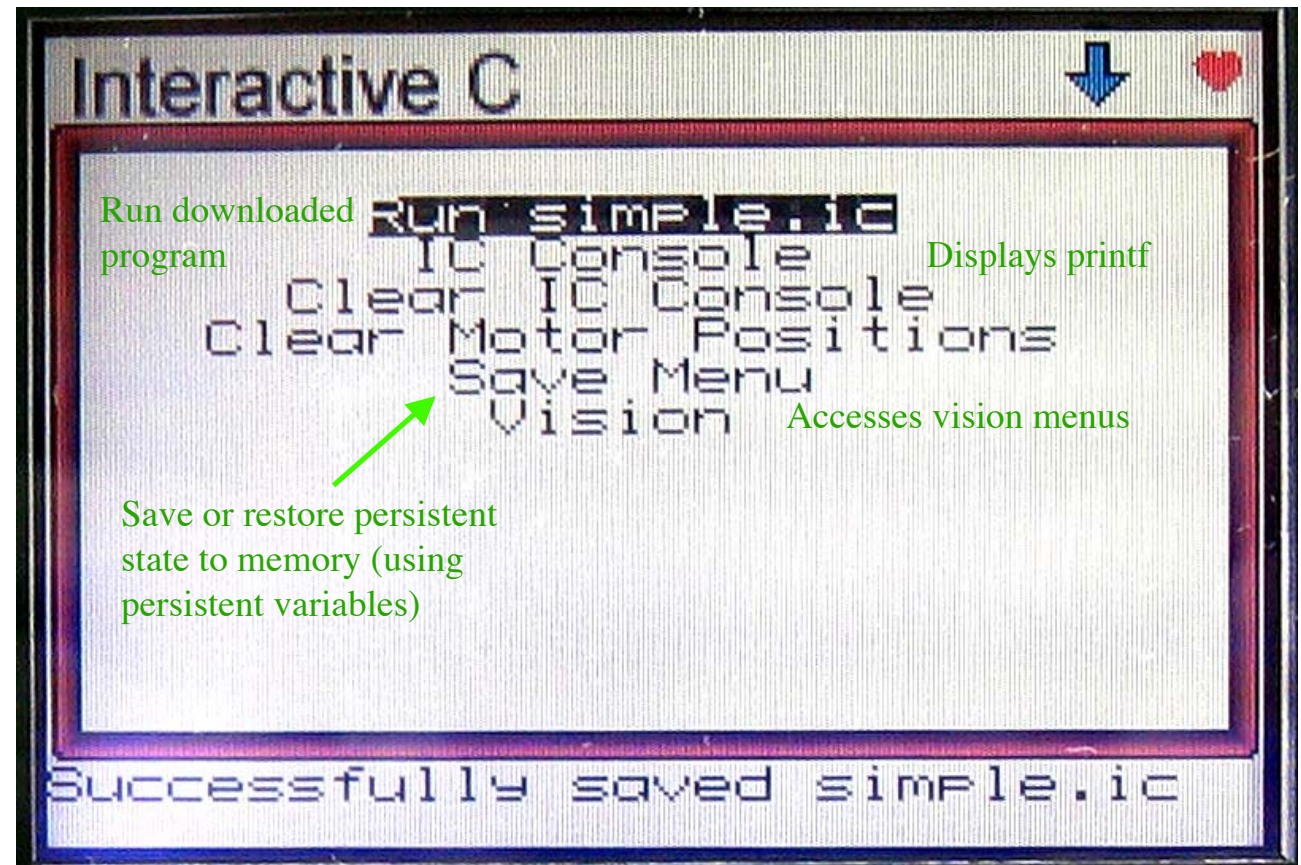 Interactive C
Run downloaded
program
Run simple.ic
IC Console
Displays printf
Clear IC Console
Clear Motor Positions
Save Menu
Vision
Accesses vision menus
Save or restore persistent
state to memory (using
persistent variables)
Successfully saved simple.ic